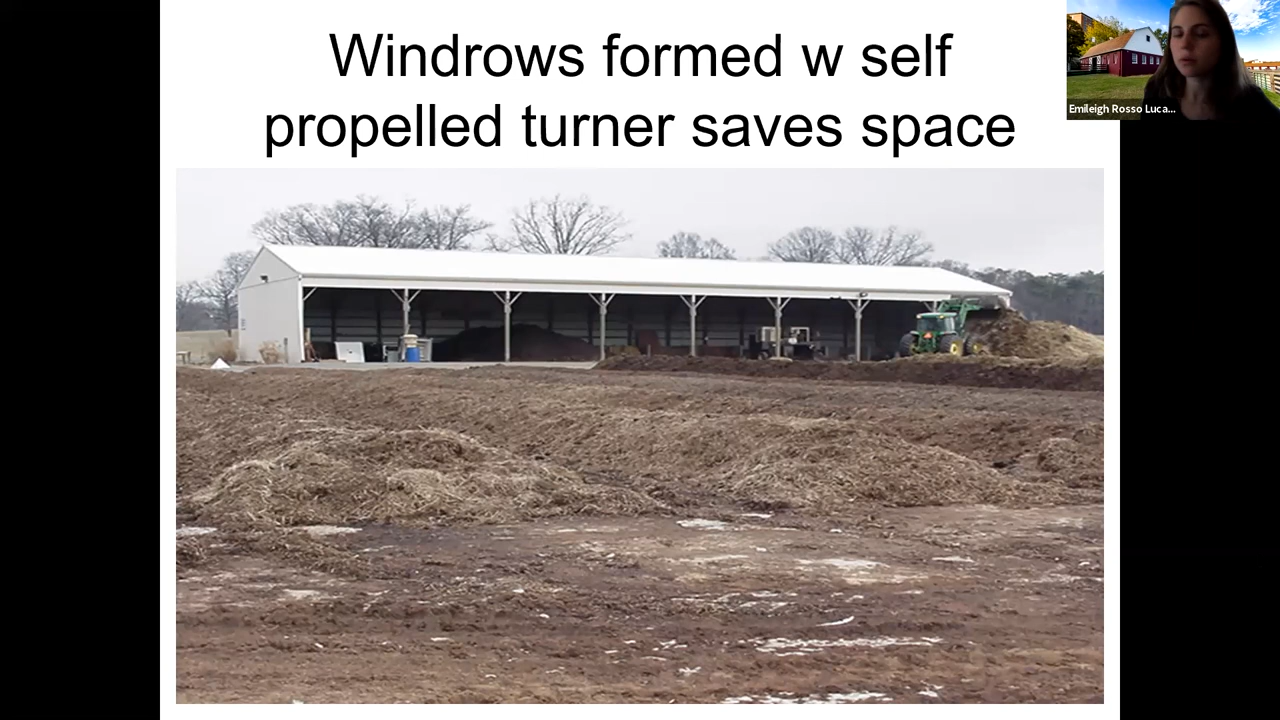 Windrows formed w self
propelled turner saves space
Emileigh Rosso Luca...